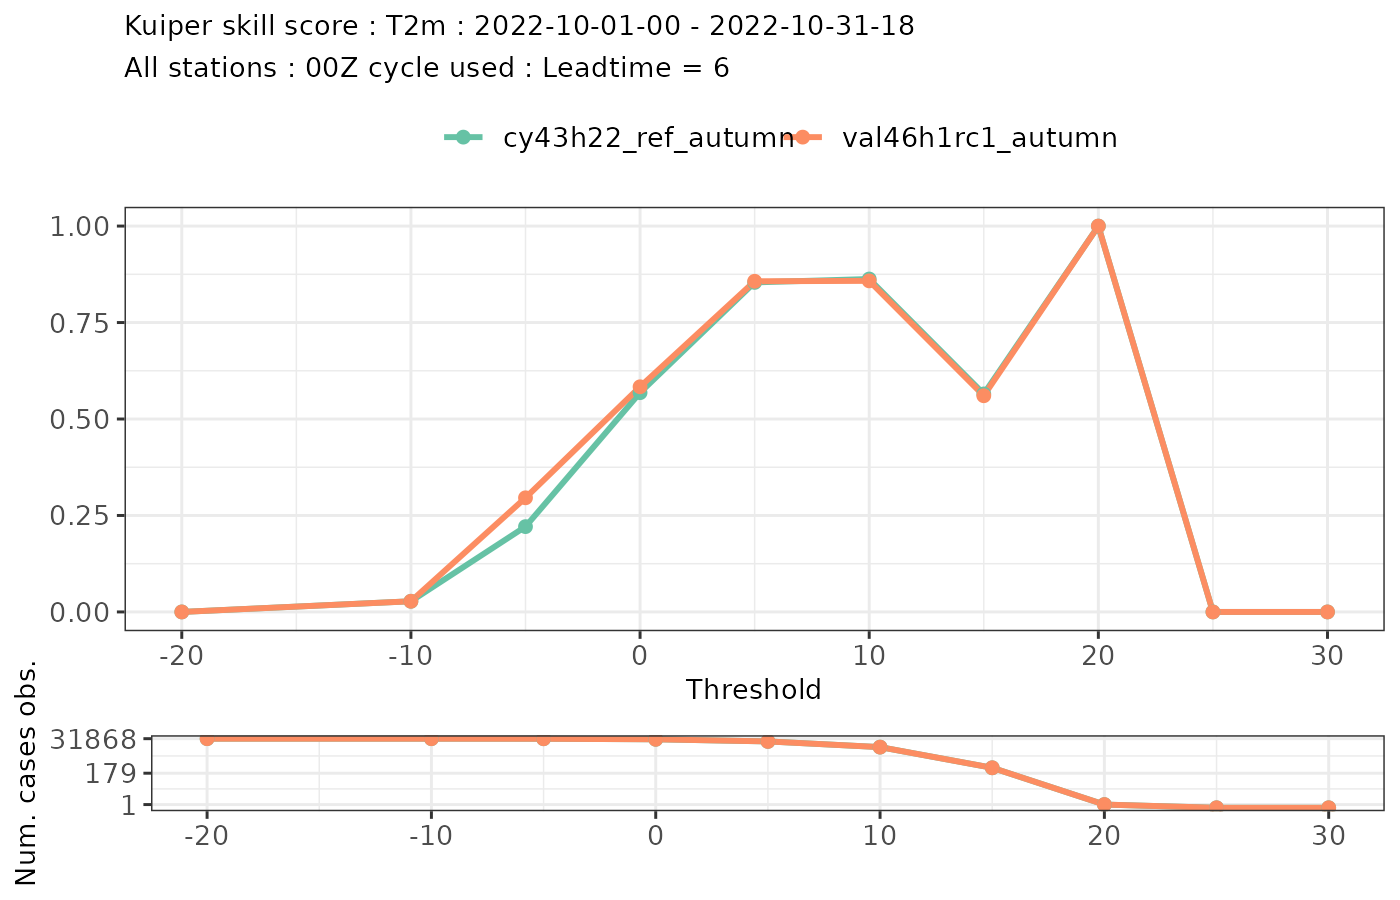 Kuiper skill score : T2m : 2022-10-01-00 - 2022-10-31-18
All stations : 00Z cycle used : Leadtime = 6
cy43h22_ref_autumn val46h1rc1_autumn
1.00
0.75
0.50
0.25
0.00
-20 -10 0 10 20 30
Threshold
Num. cases obs.
31868
179
1
-20 -10 0 10 20 30